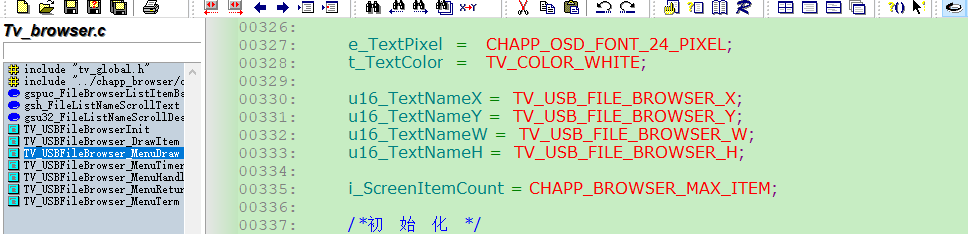 Tv_browser.c
include "tv_global.h"
include "../chapp_browser/c
gspuc_FileBrowserListItemBe
gsh_FileListNameScrollText
gsu32_FileListNameScrollDea
TV_USBFileBrowserInit
TV_USBFileBrowser_DrawItem
TV_USBFileBrowser_MenuDraw
TV_USBFileBrowser_MenuTimer
TV_USBFileBrowser_MenuHandl
TV_USBFileBrowser_MenuRetur
TV_USBFileBrowser_MenuTerm
00326:
00327: e_TextPixel = CHAPP_OSD_FONT_24_PIXEL;
00328: t_TextColor = TV_COLOR_WHITE;
00329:
00330: u16_TextNameX = TV_USB_FILE_BROWSER_X;
00331: u16_TextNameY = TV_USB_FILE_BROWSER_Y;
00332: u16_TextNameW = TV_USB_FILE_BROWSER_W;
00333: u16_TextNameH = TV_USB_FILE_BROWSER_H;
00334:
00335: i_ScreenItemCount = CHAPP_BROWSER_MAX_ITEM;
00336:
00337: /*初 始 化 */